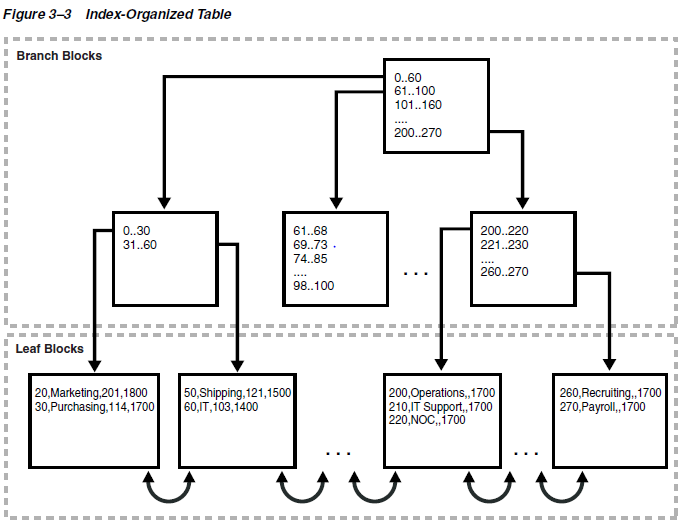 Figure 3–3 Index-Organized Table
Branch Blocks
0..60
61..100
101..160
....
200..270
0..30
31..60
61..68
69..73 .
74..85
....
98..100
. . .
200..220
221..230
....
260..270
Leaf Blocks
20,Marketing,201,1800
30,Purchasing,114,1700
50,Shipping,121,1500
60,IT,103,1400
. . .
200,Operations,,1700
210,IT Support,,1700
220,NOC,,1700
. . .
260,Recruiting,,1700
270,Payroll,,1700